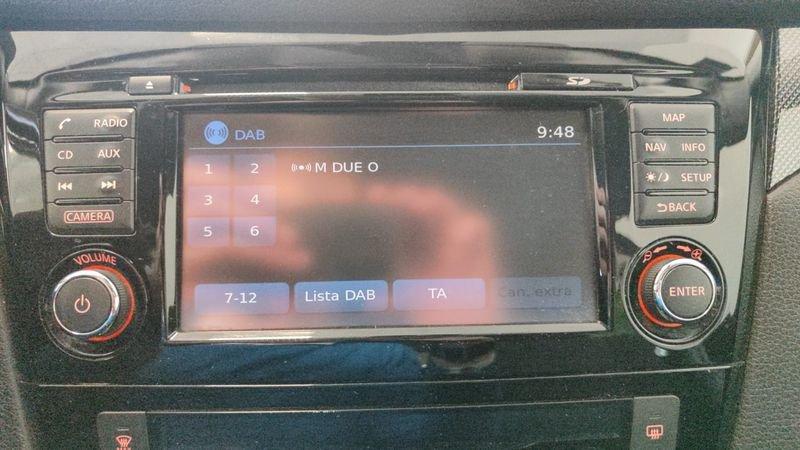 SD
RADIO
CD AUX
CAMERA
VOLUME
DAB 9:48
1 2 M DUE O
3 4
5 6
7-12 Lista DAB TA Can. extra
MAP
NAV INFO
SETUP
BACK
ENTER